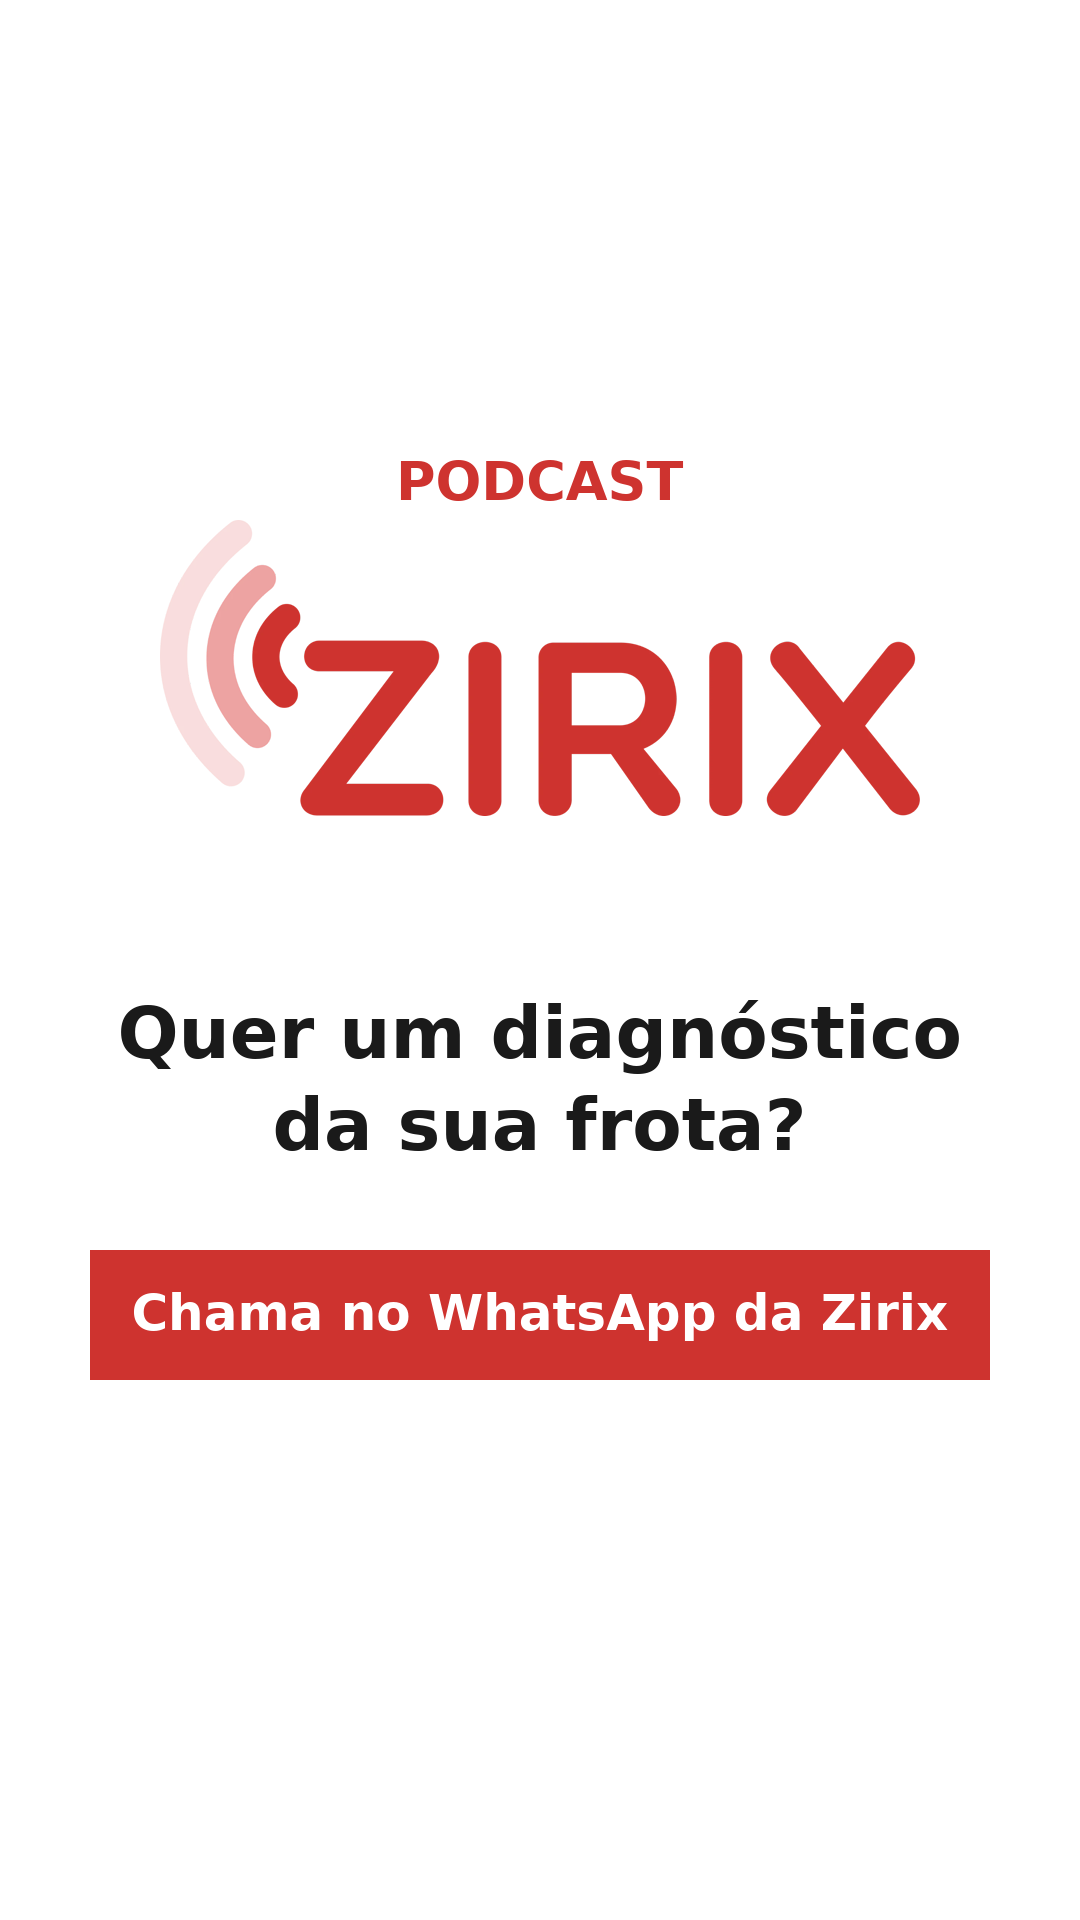 PODCAST
ZIRIX
Quer um diagnóstico
da sua frota?
Chama no WhatsApp da Zirix